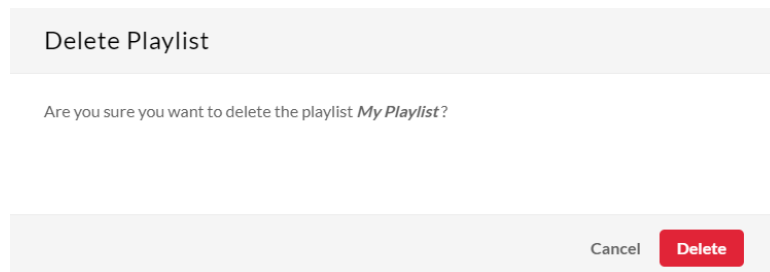 Delete Playlist
Are you sure you want to delete the playlist My Playlist?
Cancel Delete